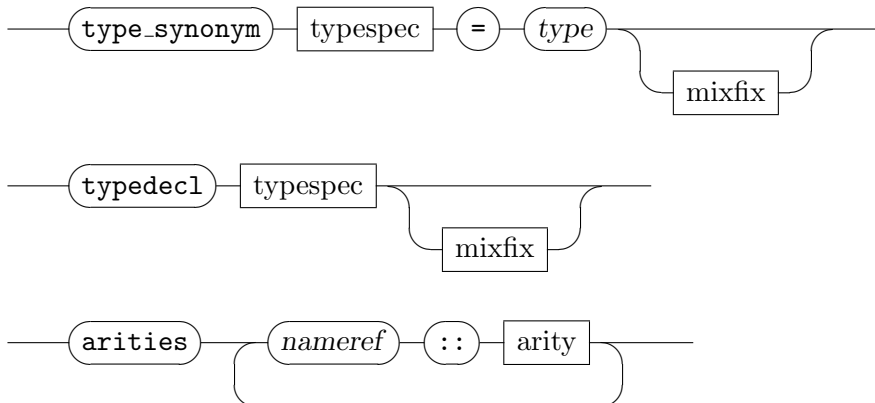 type_synonym typespec = type
mixfix
typedecl typespec
mixfix
arities nameref :: arity